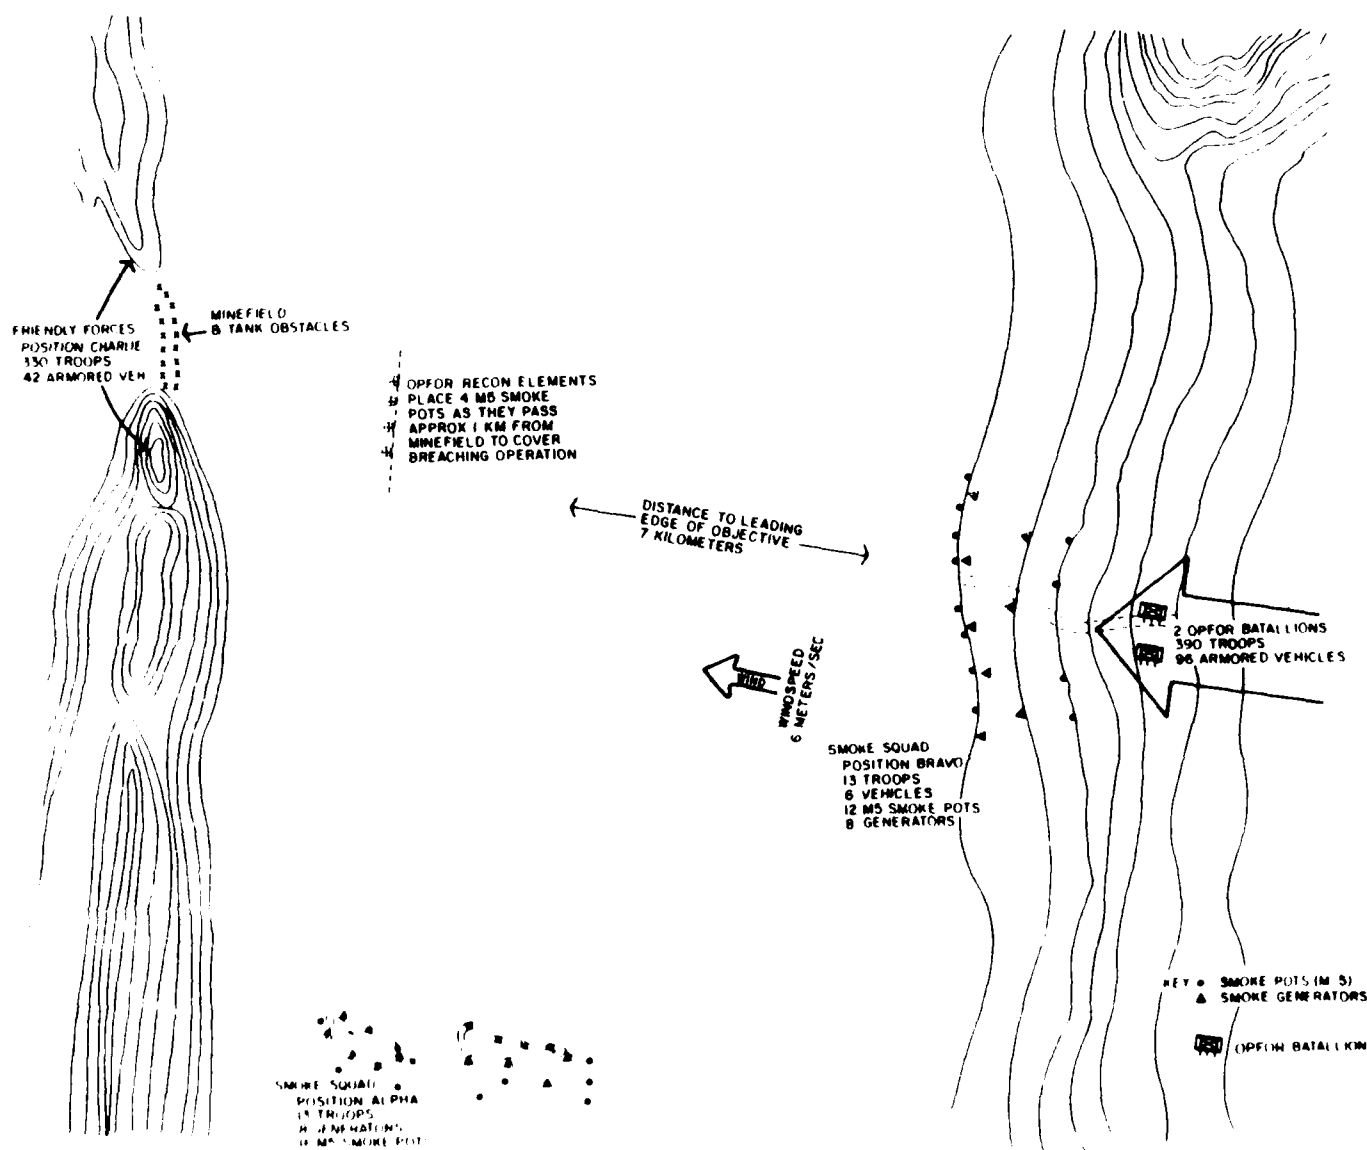 MINEFIELD
& TANK OBSTACLES
FRIENDLY FORCES
POSITION CHARLIE
330 TROOPS
42 ARMORED VEH
OPFOR RECON ELEMENTS
PLACE 4 M5 SMOKE
POTS AS THEY PASS
APPROX 1 KM FROM
MINEFIELD TO COVER
BREACHING OPERATION
DISTANCE TO LEADING
EDGE OF OBJECTIVE
7 KILOMETERS
2 OPFOR BATALLIONS
390 TROOPS
96 ARMORED VEHICLES
WIND
WINDSPEED
6 METERS/SEC
SMOKE SQUAD
POSITION BRAVO
13 TROOPS
6 VEHICLES
12 M5 SMOKE POTS
8 GENERATORS
KEY
SMOKE POTS (M 5)
SMOKE GENERATORS
OPFOR BATALLION
SMOKE SQUAD
POSITION ALPHA
13 TROOPS
GENERATORS
M5 SMOKE POTS